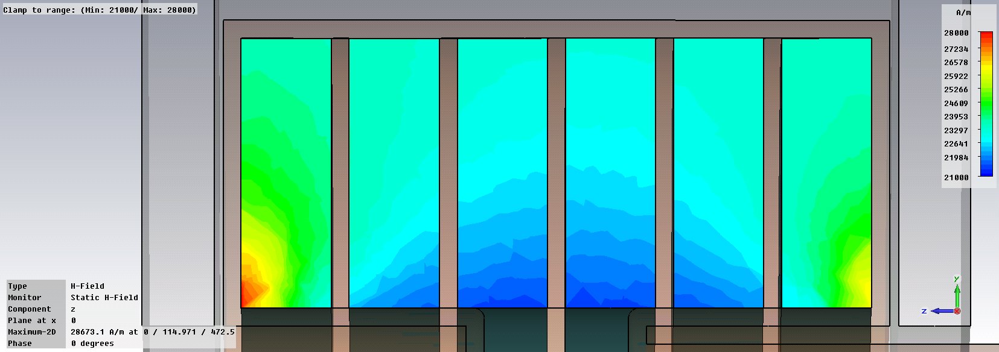 Clamp to range: (Min: 21000/ Max: 28000)
A/m
28000
27234
26578
25922
25266
24609
23953
23297
22641
21984
21000
y
z
x
Type H-Field
Monitor Static H-Field
Component z
Plane at x 0
Maximum-2D 28673.1 A/m at 0 / 114.971 / 472.5
Phase 0 degrees